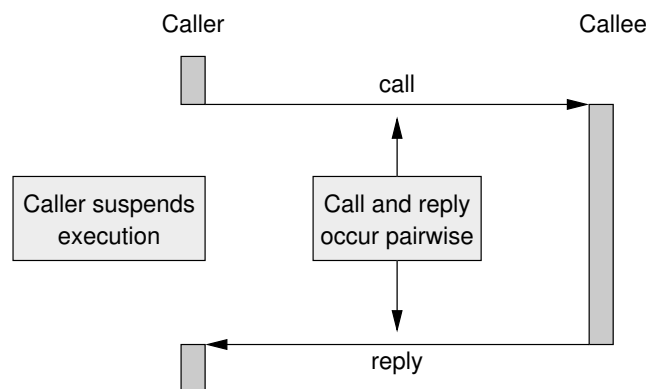 Caller
Callee
call
Caller suspends
execution
Call and reply
occur pairwise
reply